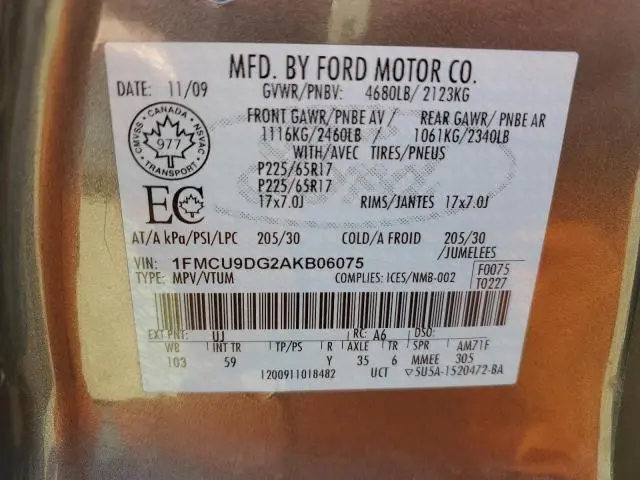 MFD. BY FORD MOTOR CO.
DATE: 11/09 GVWR/PNBV: 4680LB/ 2123KG
FRONT GAWR/PNBE AV / REAR GAWR/ PNBE AR
1116KG/2460LB 1061KG/2340LB
WITH/AVEC TIRES/PNEUS
P225/65R17
P225/65R17
17x7.0J RIMS/JANTES 17x7.0J
CANADA
CMVSS NSVAC
977
TRANSPORT
EC
AT/A kPa/PSI/LPC 205/30 COLD/A FROID 205/30
/JUMELEES
VIN: 1FMCU9DG2AKB06075
TYPE: MPV/VTUM COMPLIES: ICES/NMB-002
F0075
T0227
EXT PNT: UJ RC: A6 DSO:
WB INT TR TP/PS R AXLE TR SPR AM71F
103 59 Y 35 6 MMEE 305
1200911018482 UCT ▽5U5A-1520472-BA